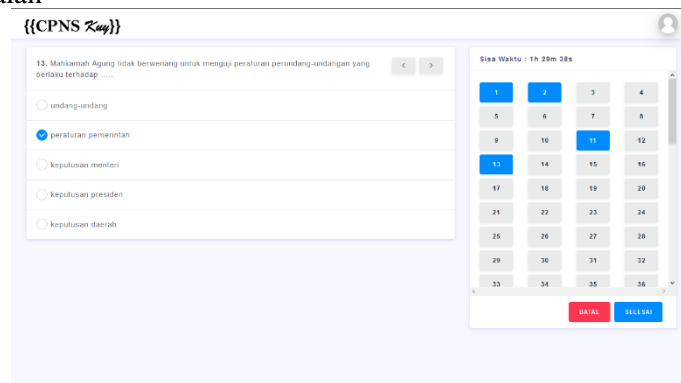 {{CPNS Kuy}}
13. Mahkamah Agung tidak berwenang untuk menguji peraturan perundang-undangan yang
berlaku terhadap .....
< >
undang-undang
peraturan pemerintah
keputusan menteri
keputusan presiden
keputusan daerah
Sisa Waktu : 1h 29m 38s
1 2 3 4
5 6 7 8
9 10 11 12
13 14 15 16
17 18 19 20
21 22 23 24
25 26 27 28
29 30 31 32
33 34 35 36
BATAL SELESAI